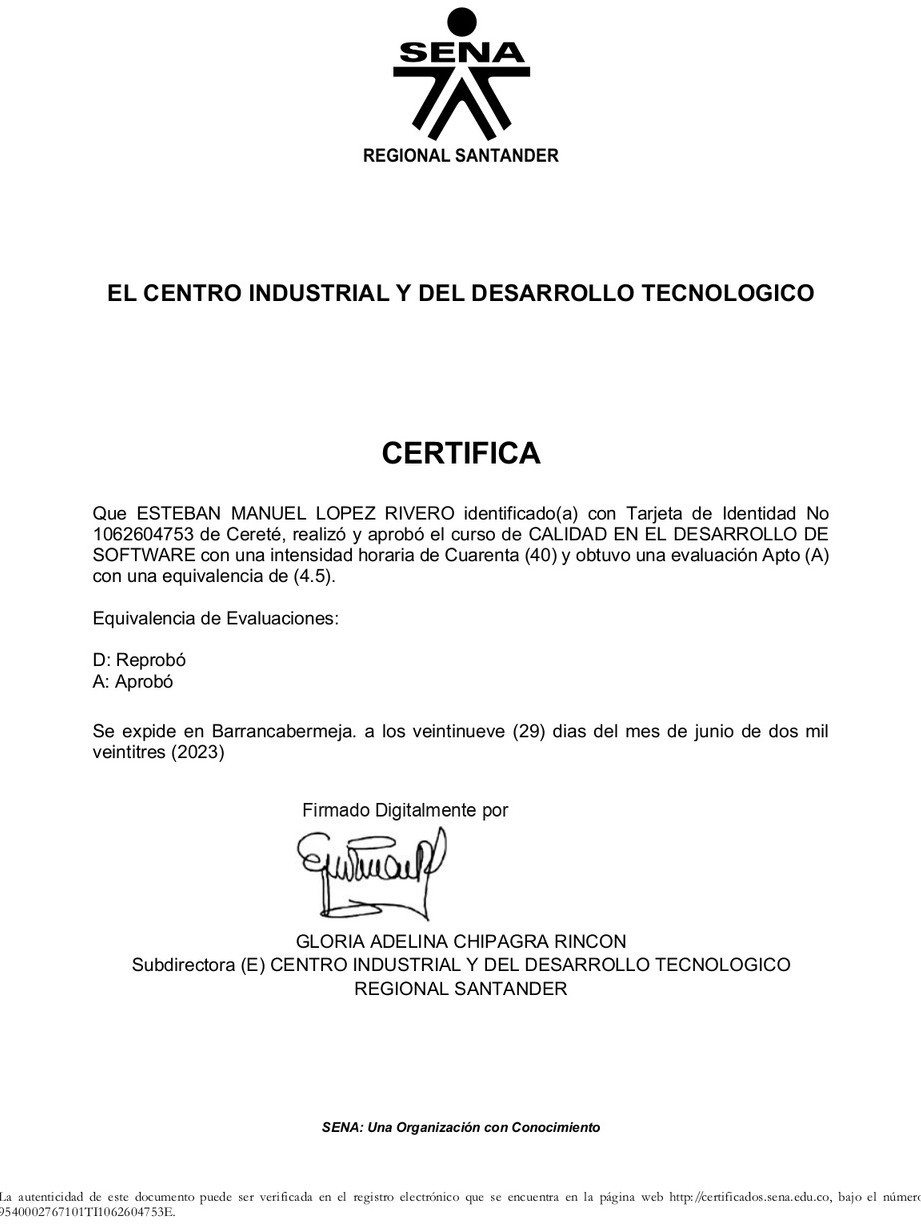 SENA
REGIONAL SANTANDER
EL CENTRO INDUSTRIAL Y DEL DESARROLLO TECNOLOGICO
CERTIFICA
Que ESTEBAN MANUEL LOPEZ RIVERO identificado(a) con Tarjeta de Identidad No
1062604753 de Cereté, realizó y aprobó el curso de CALIDAD EN EL DESARROLLO DE
SOFTWARE con una intensidad horaria de Cuarenta (40) y obtuvo una evaluación Apto (A)
con una equivalencia de (4.5).
Equivalencia de Evaluaciones:
D: Reprobó
A: Aprobó
Se expide en Barrancabermeja. a los veintinueve (29) dias del mes de junio de dos mil
veintitres (2023)
Firmado Digitalmente por
GLORIA ADELINA CHIPAGRA RINCON
Subdirectora (E) CENTRO INDUSTRIAL Y DEL DESARROLLO TECNOLOGICO
REGIONAL SANTANDER
SENA: Una Organización con Conocimiento
La autenticidad de este documento puede ser verificada en el registro electrónico que se encuentra en la página web http://certificados.sena.edu.co, bajo el número
9540002767101TI1062604753E.